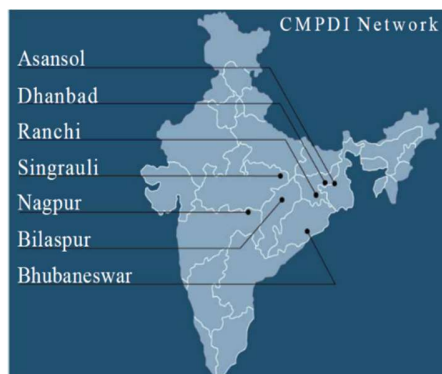 CMPDI Network
Asansol
Dhanbad
Ranchi
Singrauli
Nagpur
Bilaspur
Bhubaneswar